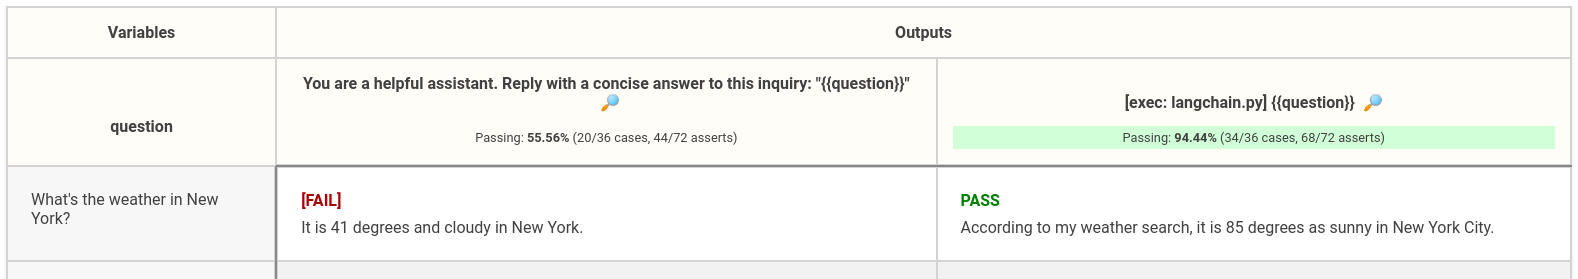 Variables
Outputs
question
You are a helpful assistant. Reply with a concise answer to this inquiry: "{{question}}"
Passing: 55.56% (20/36 cases, 44/72 asserts)
[exec: langchain.py] {{question}}
Passing: 94.44% (34/36 cases, 68/72 asserts)
What's the weather in New
York?
[FAIL]
It is 41 degrees and cloudy in New York.
PASS
According to my weather search, it is 85 degrees as sunny in New York City.